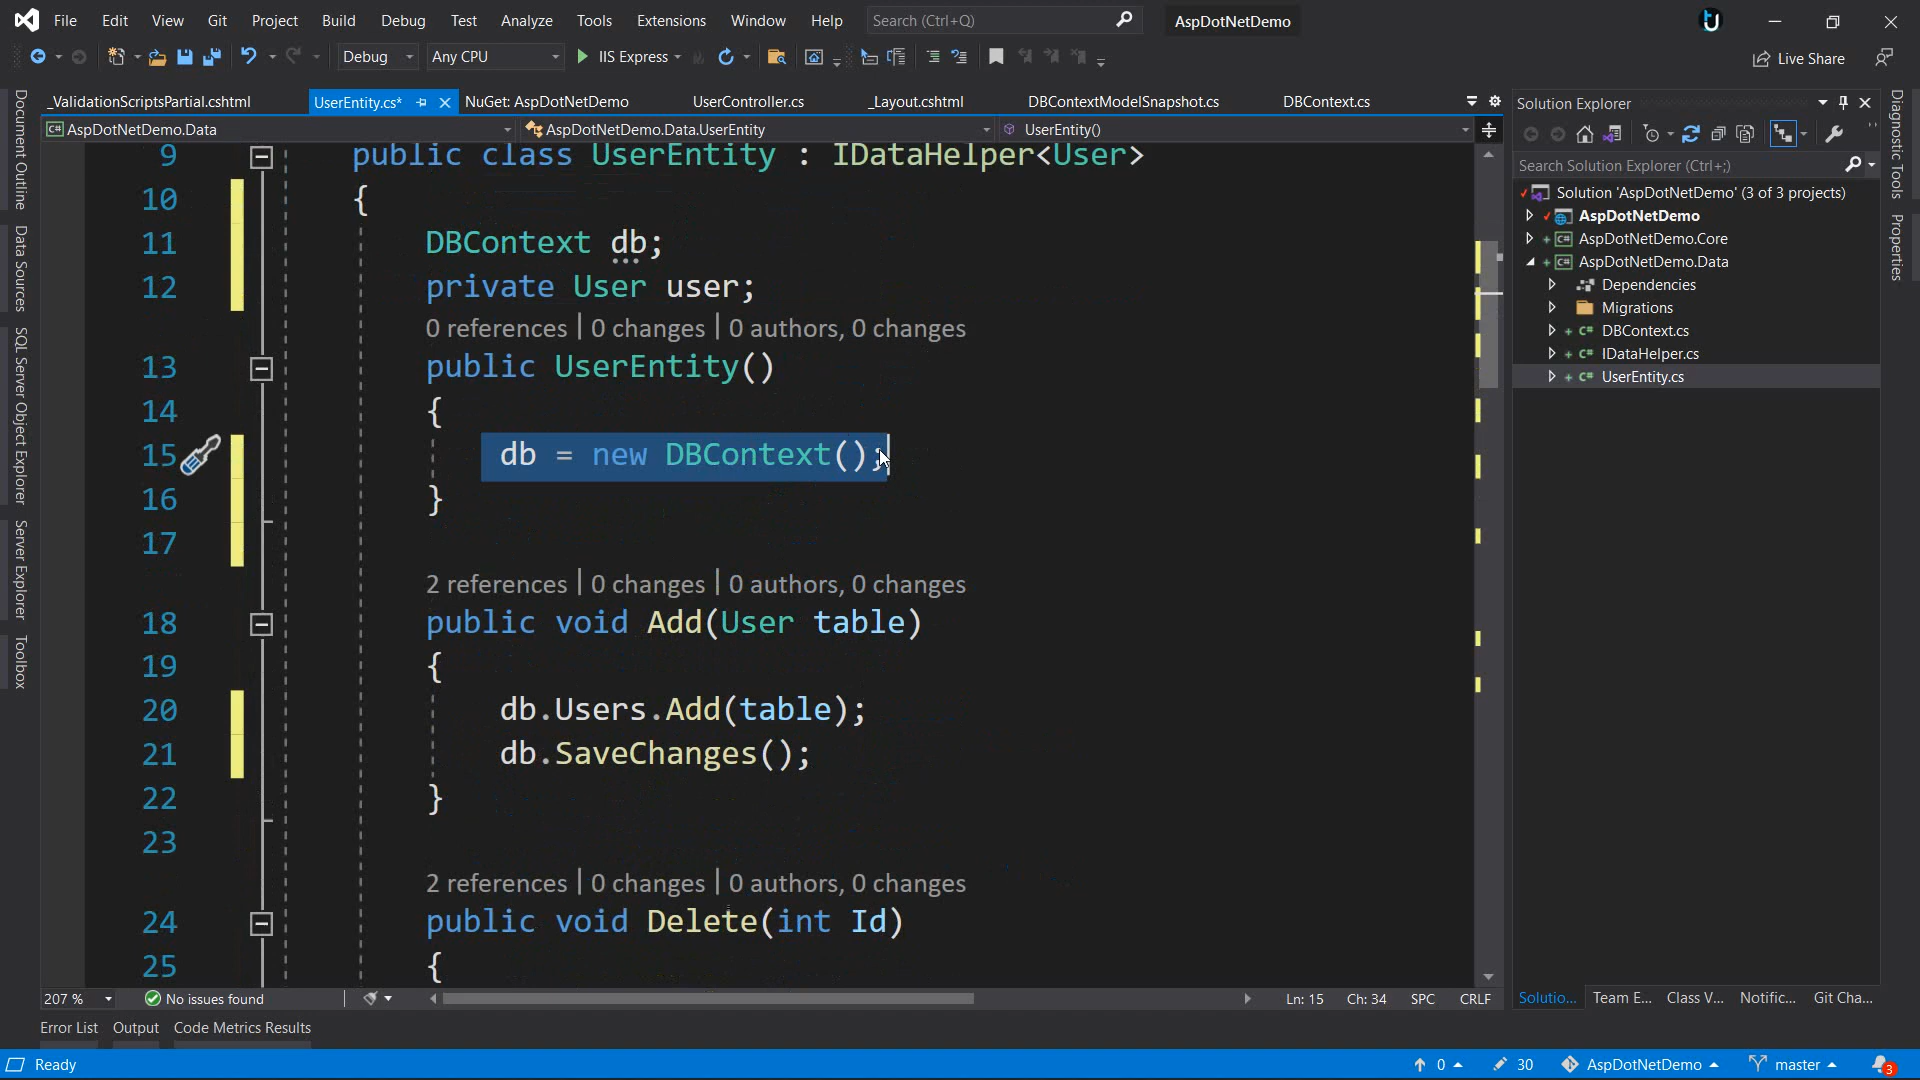 File Edit View Git Project Build Debug Test Analyze Tools Extensions Window Help Search (Ctrl+Q) AspDotNetDemo
Debug Any CPU IIS Express Live Share
_ValidationScriptsPartial.cshtml UserEntity.cs* NuGet: AspDotNetDemo UserController.cs _Layout.cshtml DBContextModelSnapshot.cs DBContext.cs
AspDotNetDemo.Data AspDotNetDemo.Data.UserEntity UserEntity()
9 public class UserEntity : IDataHelper<User>
10 {
11 DBContext db;
12 private User user;
0 references | 0 changes | 0 authors, 0 changes
13 public UserEntity()
14 {
15 db = new DBContext();
16 }
17
2 references | 0 changes | 0 authors, 0 changes
18 public void Add(User table)
19 {
20 db.Users.Add(table);
21 db.SaveChanges();
22 }
23
2 references | 0 changes | 0 authors, 0 changes
24 public void Delete(int Id)
25 {
207 % No issues found Ln: 15 Ch: 34 SPC CRLF
Error List Output Code Metrics Results
Ready 0 30 AspDotNetDemo master 3
Document Outline
Data Sources
SQL Server Object Explorer
Server Explorer
Toolbox
Solution Explorer
Search Solution Explorer (Ctrl+;)
Solution 'AspDotNetDemo' (3 of 3 projects)
AspDotNetDemo
AspDotNetDemo.Core
AspDotNetDemo.Data
Dependencies
Migrations
DBContext.cs
IDataHelper.cs
UserEntity.cs
Solutio... Team E... Class V... Notific... Git Cha...
Diagnostic Tools
Properties